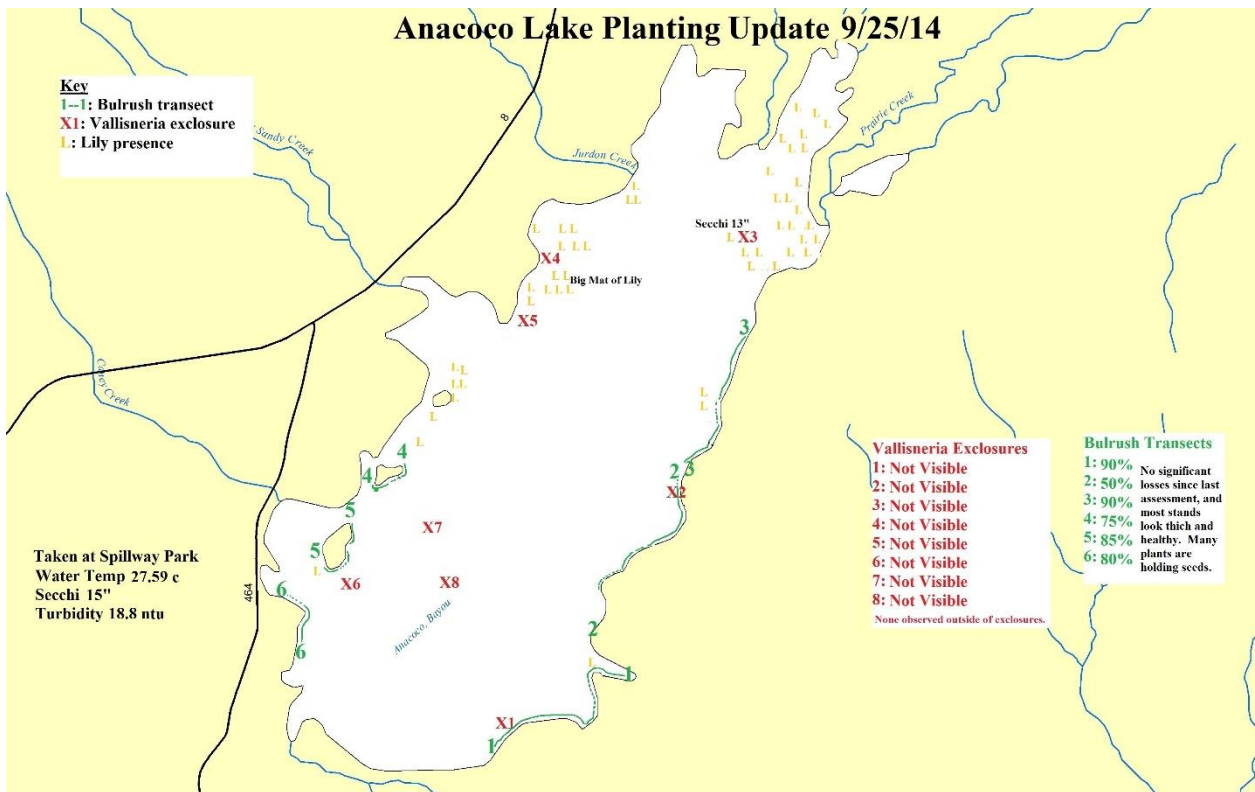 Anacoco Lake Planting Update 9/25/14
Key
1--1: Bulrush transect
X1: Vallisneria exclosure
L: Lily presence
Sandy Creek
8
Jurdon Creek
Prairie Creek
L
L L
L L
L L
L
L
L
L L
L
L L
L L L
L L
L L L
Secchi 13"
L X3
L L
L L L
L L
L L L
L L L
X4
L L
L L L
Big Mat of Lily
L
L
X5
3
Caney Creek
L L
L L
L
L
L
L
L
4
4
2 3
X2
5
5
X7
L
X6
X8
6
6
Anacoco, Bayou
464
2
L
1
X1
1
Taken at Spillway Park
Water Temp 27.59 c
Secchi 15"
Turbidity 18.8 ntu
Vallisneria Exclosures
1: Not Visible
2: Not Visible
3: Not Visible
4: Not Visible
5: Not Visible
6: Not Visible
7: Not Visible
8: Not Visible
None observed outside of exclosures.
Bulrush Transects
1: 90%
2: 50%
3: 90%
4: 75%
5: 85%
6: 80%
No significant
losses since last
assessment, and
most stands
look thich and
healthy. Many
plants are
holding seeds.